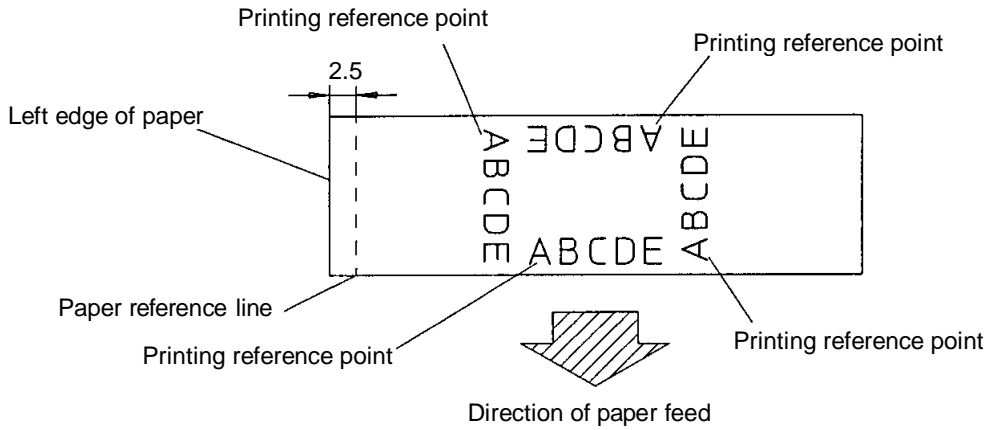 Printing reference point
Printing reference point
2.5
Left edge of paper
ABCDE
ABCDE
ABCDE
ABCDE
Paper reference line
Printing reference point
Printing reference point
Direction of paper feed